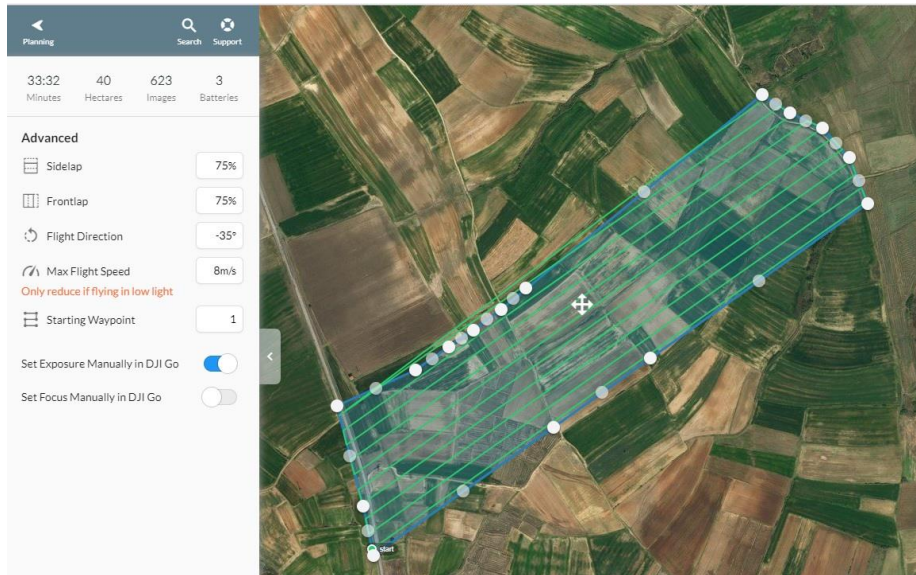 Planning
Search
Support
33:32
40
623
3
Minutes
Hectares
Images
Batteries
Advanced
Sidelap
75%
Frontlap
75%
Flight Direction
-35°
Max Flight Speed
8m/s
Only reduce if flying in low light
Starting Waypoint
1
Set Exposure Manually in DJI Go
Set Focus Manually in DJI Go
start